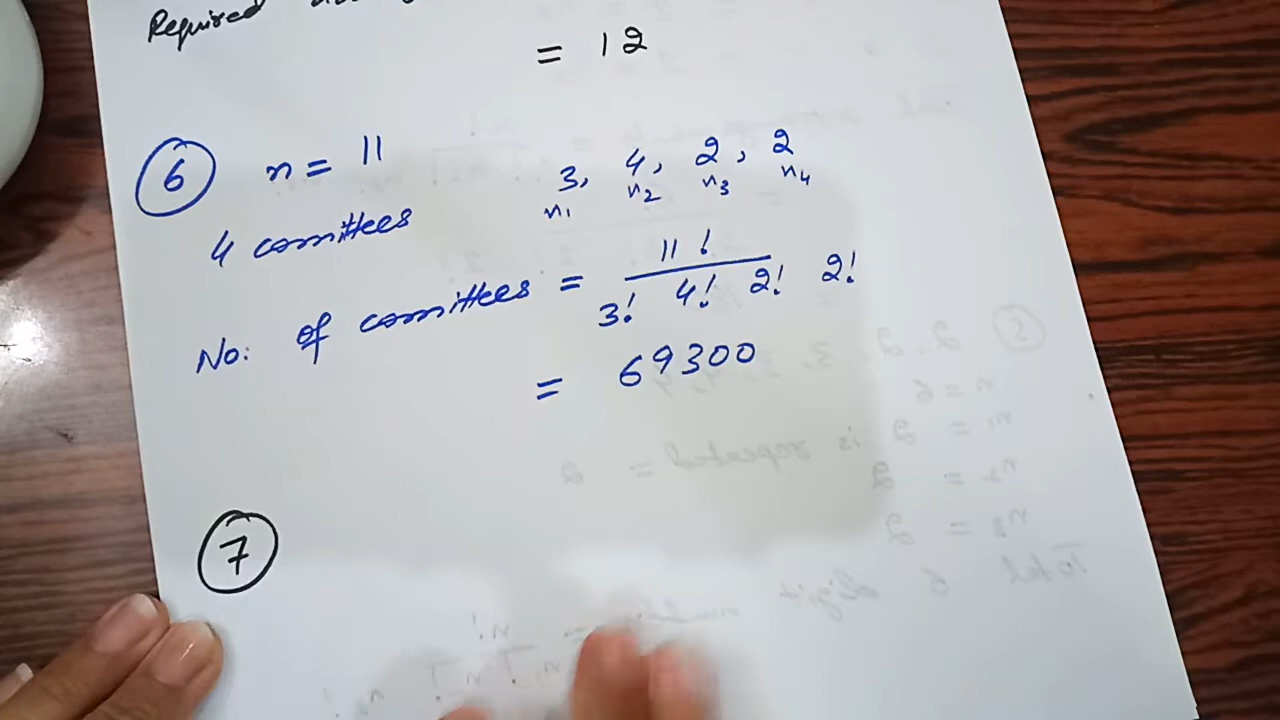 Required
= 12
6 n = 11 3, 4, 2, 2
n1 n2 n3 n4
4 comittees
No: of comittees = 11! / 3! 4! 2! 2!
= 69300
7